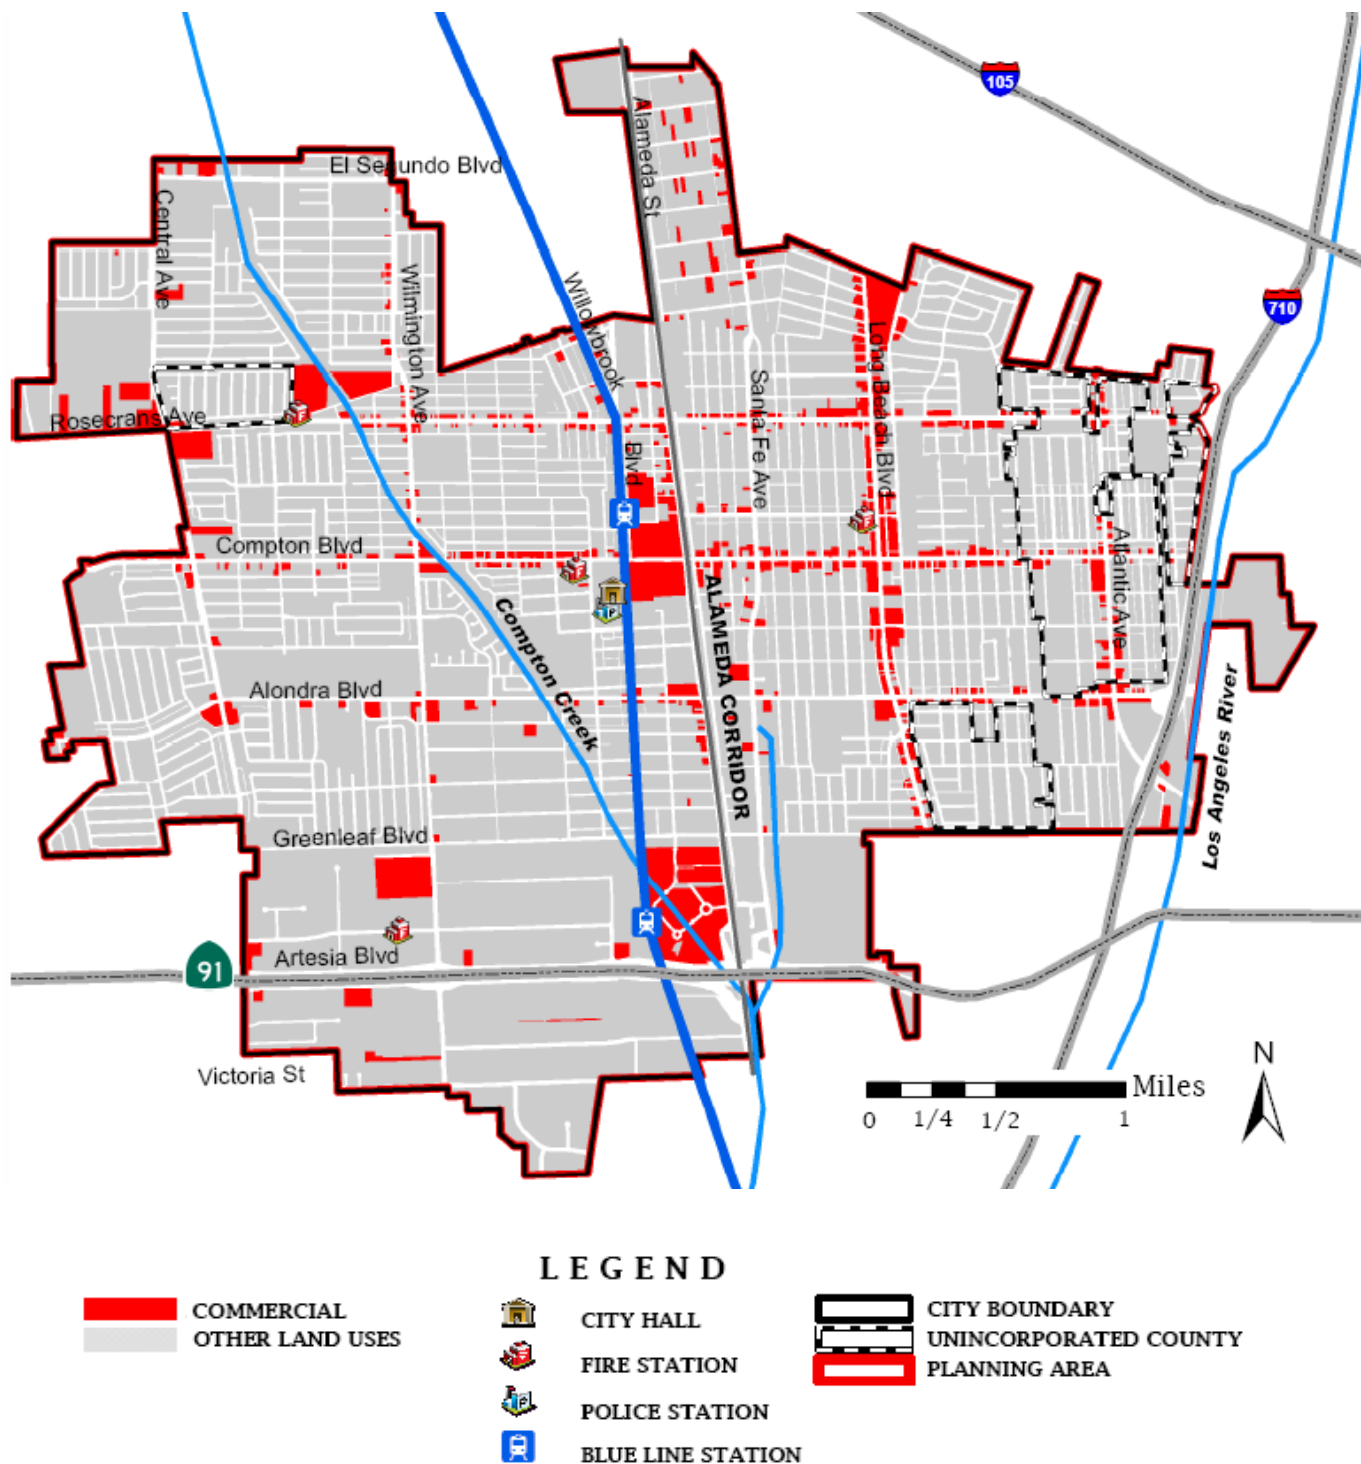 105
Alameda St
El Segundo Blvd
Central Ave
Wilmington Ave
Willowbrook
Blvd
710
Long Beach Blvd
Santa Fe Ave
Rosecrans Ave
Compton Blvd
Atlantic Ave
ALAMEDA CORRIDOR
Compton Creek
Alondra Blvd
Los Angeles River
Greenleaf Blvd
Artesia Blvd
91
Victoria St
N
Miles
0 1/4 1/2 1
LEGEND
COMMERCIAL
OTHER LAND USES
CITY HALL
FIRE STATION
POLICE STATION
BLUE LINE STATION
CITY BOUNDARY
UNINCORPORATED COUNTY
PLANNING AREA